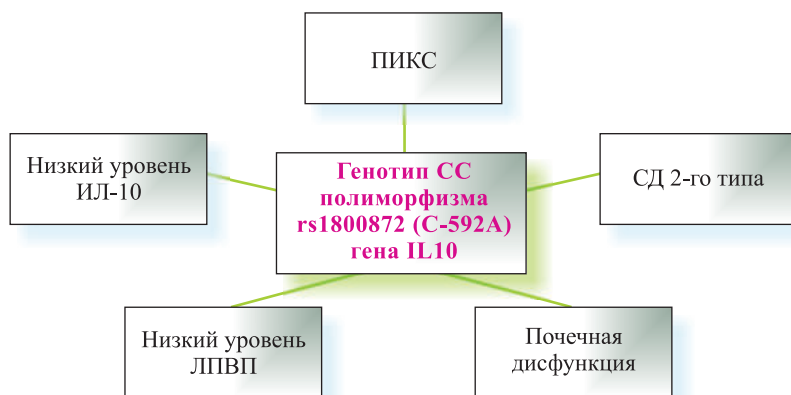 ПИКС
Низкий уровень
ИЛ-10
Генотип СС
полиморфизма
rs1800872 (C-592A)
гена IL10
СД 2-го типа
Низкий уровень
ЛПВП
Почечная
дисфункция